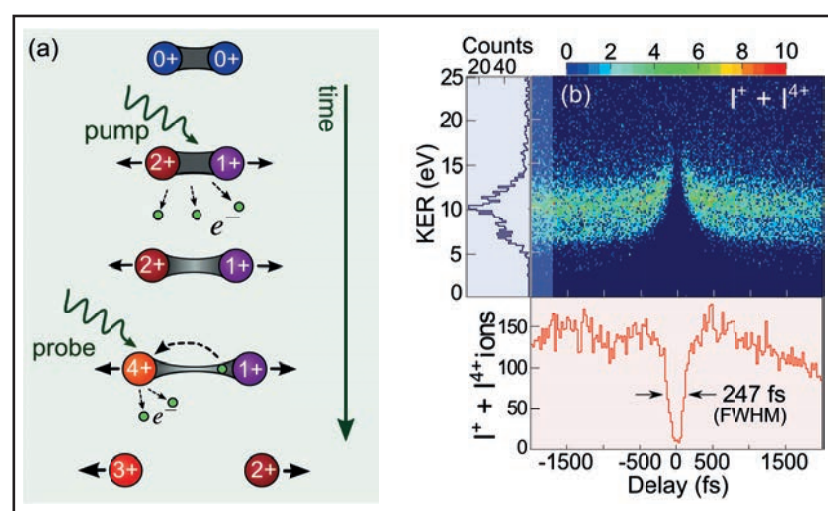 (a)
0+ 0+
pump
time
2+ 1+
e−
2+ 1+
probe
4+ 1+
e−
3+ 2+
Counts
20 40
0 2 4 6 8 10
(b)
I+ + I4+
25
20
15
10
5
0
KER (eV)
150
100
50
0
I+ + I4+ ions
247 fs
(FWHM)
-1500 -500 0 500 1500
Delay (fs)